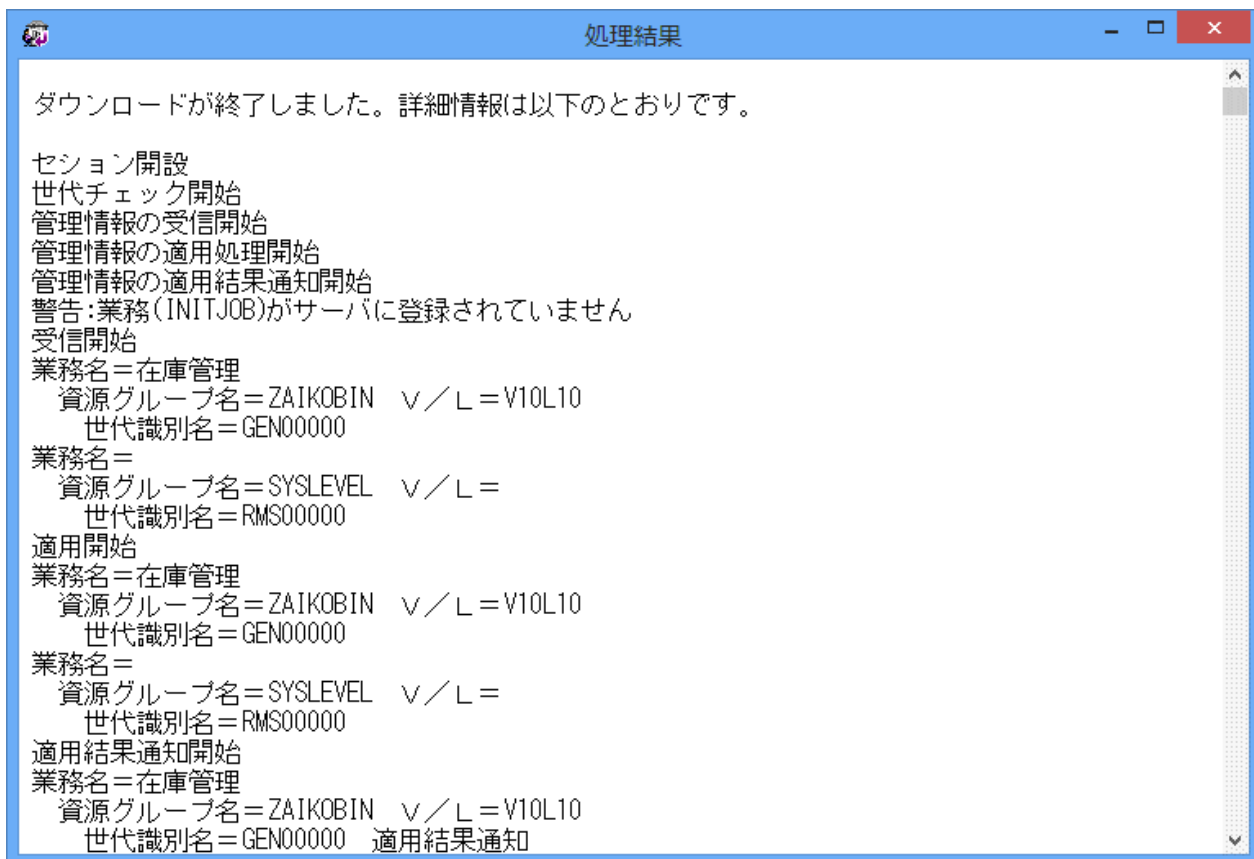 処理結果
ダウンロードが終了しました。詳細情報は以下のとおりです。
セション開設
世代チェック開始
管理情報の受信開始
管理情報の適用処理開始
管理情報の適用結果通知開始
警告:業務(INITJOB)がサーバに登録されていません
受信開始
業務名＝在庫管理
　資源グループ名＝ZAIKOBIN　Ｖ／Ｌ＝V10L10
　　世代識別名＝GEN00000
業務名＝
　資源グループ名＝SYSLEVEL　Ｖ／Ｌ＝
　　世代識別名＝RMS00000
適用開始
業務名＝在庫管理
　資源グループ名＝ZAIKOBIN　Ｖ／Ｌ＝V10L10
　　世代識別名＝GEN00000
業務名＝
　資源グループ名＝SYSLEVEL　Ｖ／Ｌ＝
　　世代識別名＝RMS00000
適用結果通知開始
業務名＝在庫管理
　資源グループ名＝ZAIKOBIN　Ｖ／Ｌ＝V10L10
　　世代識別名＝GEN00000　適用結果通知